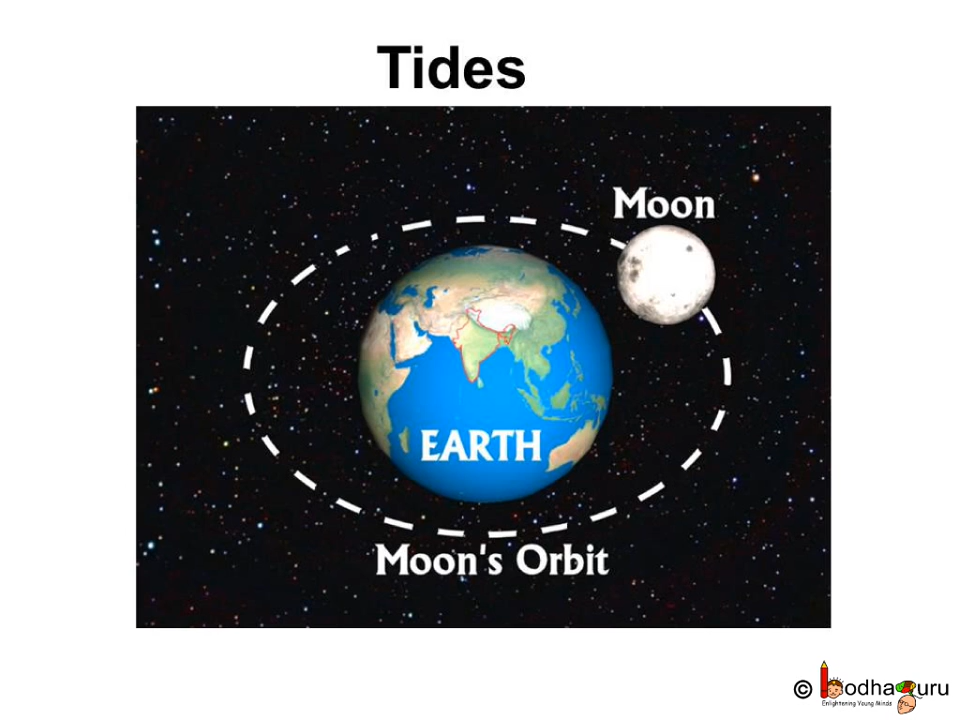 Tides
Moon
EARTH
Moon's Orbit
© bodhaguru
Enlightening Young Minds